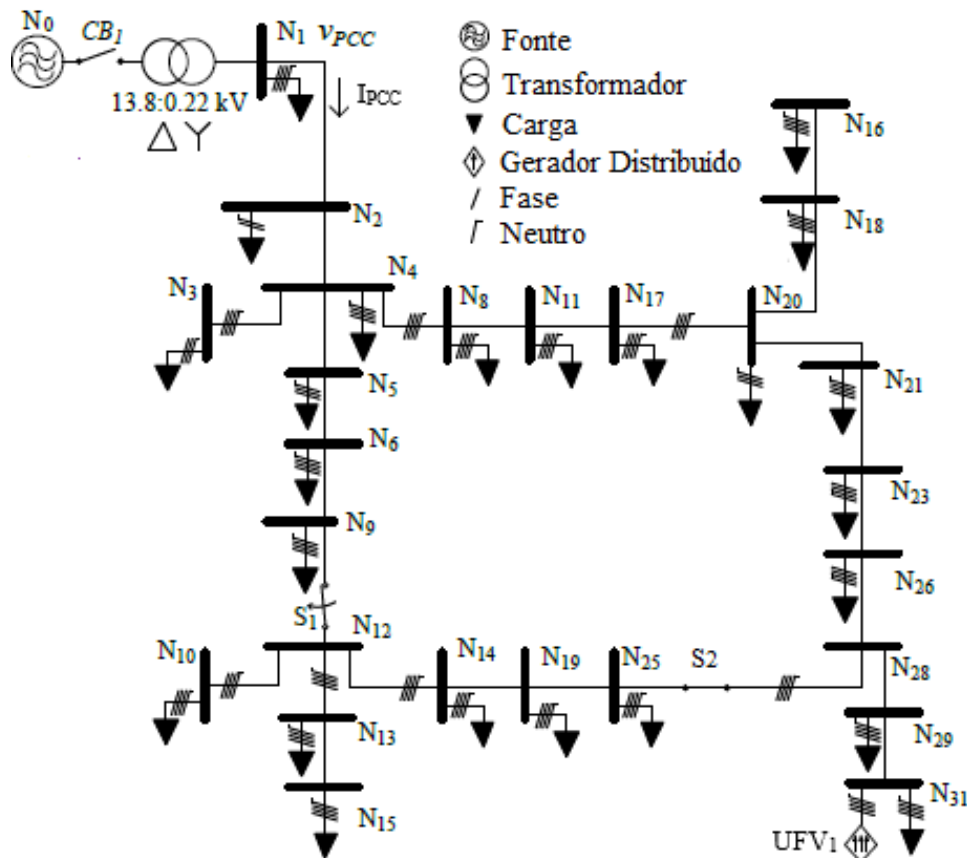 N0
CB1
N1
vPCC
13.8:0.22 kV
IPCC
Fonte
Transformador
Carga
Gerador Distribuido
Fase
Neutro
N16
N18
N2
N3
N4
N8
N11
N17
N20
N5
N21
N6
N23
N9
N26
S1
N12
N10
N14
N19
N25
S2
N28
N13
N29
N15
N31
UFV1